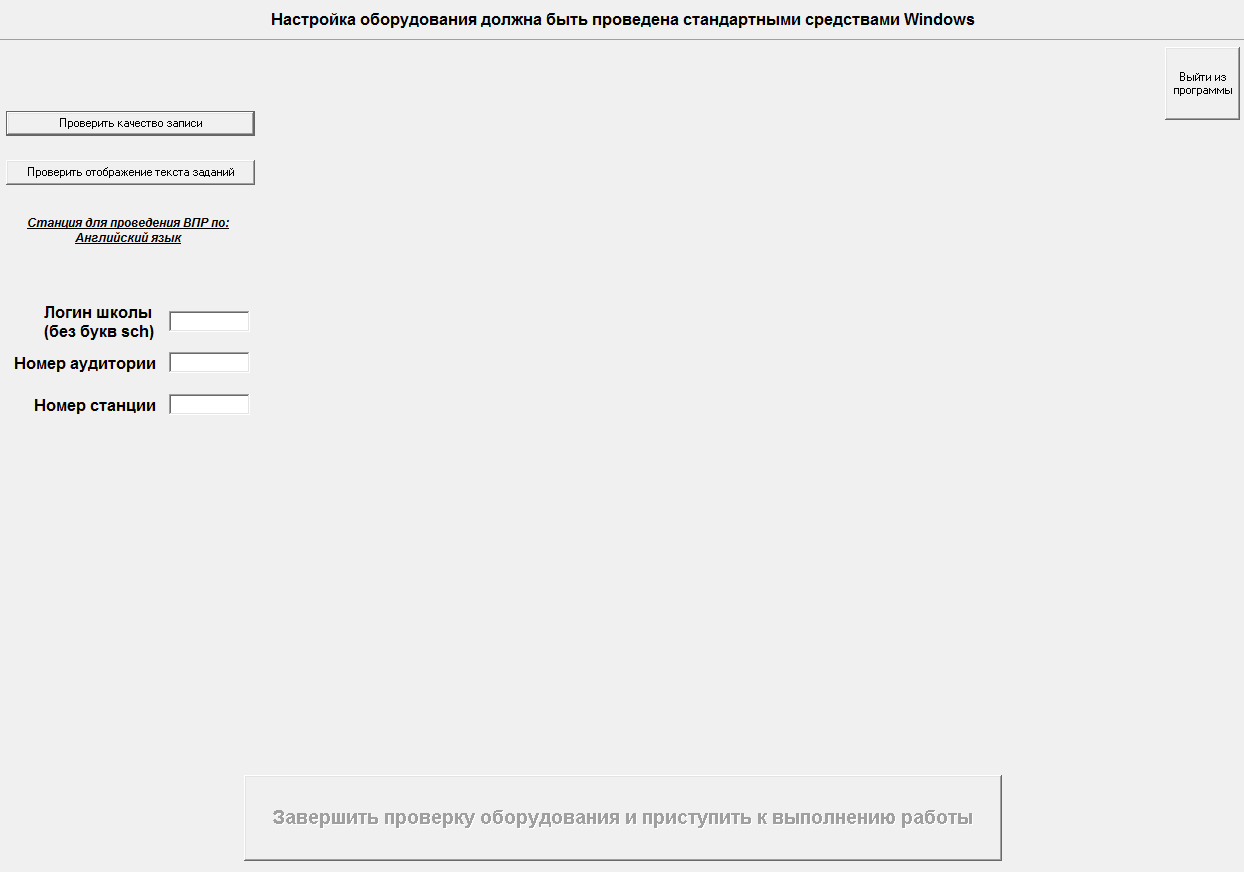 Настройка оборудования должна быть проведена стандартными средствами Windows
Выйти из
программы
Проверить качество записи
Проверить отображение текста заданий
Станция для проведения ВПР по:
Английский язык
Логин школы
(без букв sch)
Номер аудитории
Номер станции
Завершить проверку оборудования и приступить к выполнению работы